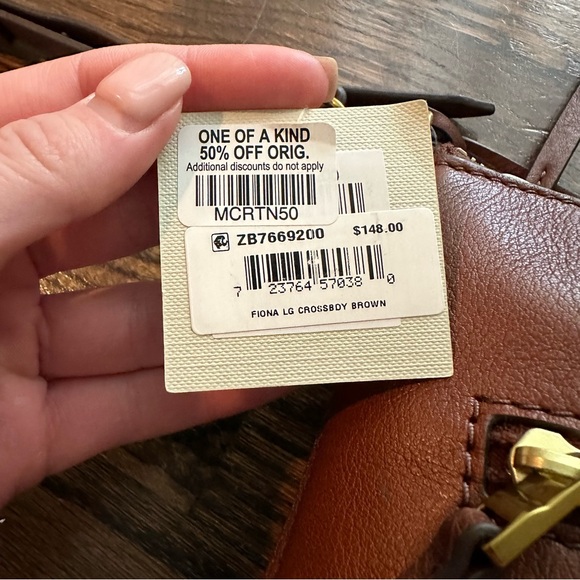 ONE OF A KIND
50% OFF ORIG.
Additional discounts do not apply
MCRTN50
ZB7669200 $148.00
7 23764 57038 0
FIONA LG CROSSBDY BROWN